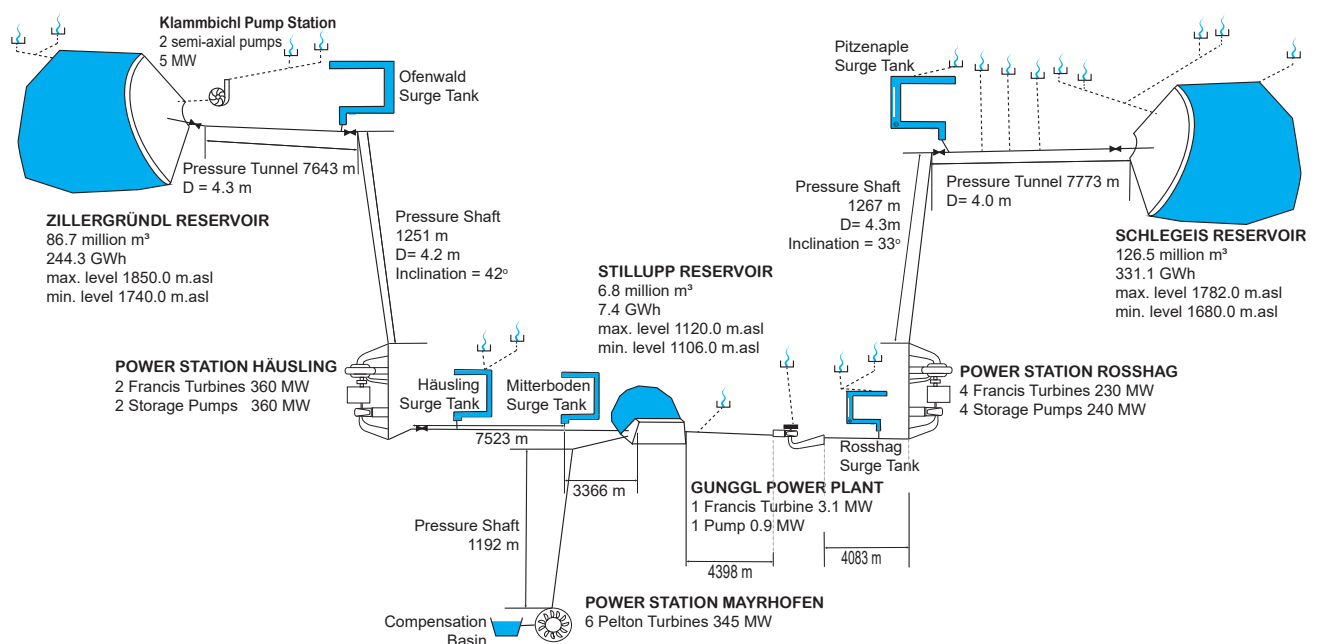 Klammbichl Pump Station
2 semi-axial pumps
5 MW
Ofenwald
Surge Tank
Pressure Tunnel 7643 m
D = 4.3 m
ZILLERGRÜNDL RESERVOIR
86.7 million m³
244.3 GWh
max. level 1850.0 m.asl
min. level 1740.0 m.asl
Pressure Shaft
1251 m
D= 4.2 m
Inclination = 42º
Pitzenaple
Surge Tank
Pressure Shaft
1267 m
D= 4.3m
Inclination = 33º
Pressure Tunnel 7773 m
D= 4.0 m
SCHLEGEIS RESERVOIR
126.5 million m³
331.1 GWh
max. level 1782.0 m.asl
min. level 1680.0 m.asl
STILLUPP RESERVOIR
6.8 million m³
7.4 GWh
max. level 1120.0 m.asl
min. level 1106.0 m.asl
POWER STATION HÄUSLING
2 Francis Turbines 360 MW
2 Storage Pumps 360 MW
Häusling
Surge Tank
Mitterboden
Surge Tank
POWER STATION ROSSHAG
4 Francis Turbines 230 MW
4 Storage Pumps 240 MW
7523 m
Rosshag
Surge Tank
3366 m
GUNGGL POWER PLANT
1 Francis Turbine 3.1 MW
1 Pump 0.9 MW
Pressure Shaft
1192 m
4398 m
4083 m
POWER STATION MAYRHOFEN
6 Pelton Turbines 345 MW
Compensation
Basin